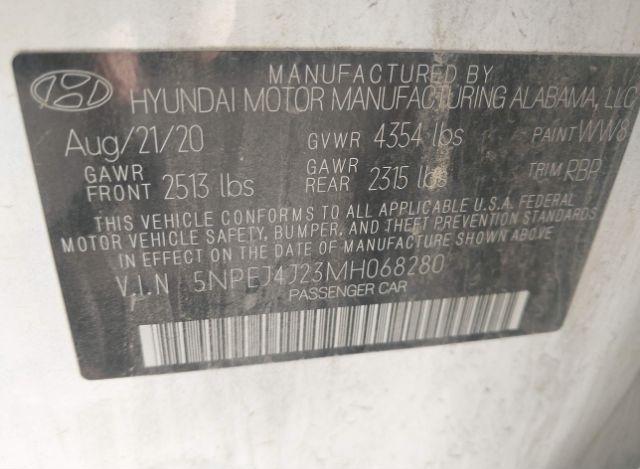 MANUFACTURED BY
HYUNDAI MOTOR MANUFACTURING ALABAMA, LLC
Aug/21/20 GVWR 4354 lbs PAINT WW8
GAWR FRONT 2513 lbs GAWR REAR 2315 lbs TRIM RBP
THIS VEHICLE CONFORMS TO ALL APPLICABLE U.S.A. FEDERAL
MOTOR VEHICLE SAFETY, BUMPER, AND THEFT PREVENTION STANDARDS
IN EFFECT ON THE DATE OF MANUFACTURE SHOWN ABOVE.
V.I.N 5NPEJ4J23MH068280
PASSENGER CAR